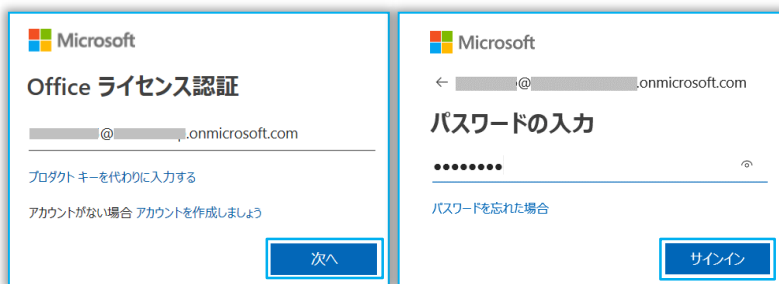 Microsoft
Office ライセンス認証
@ .onmicrosoft.com
プロダクト キーを代わりに入力する
アカウントがない場合 アカウントを作成しましょう
次へ
Microsoft
← @ .onmicrosoft.com
パスワードの入力
●●●●●●●●
パスワードを忘れた場合
サインイン